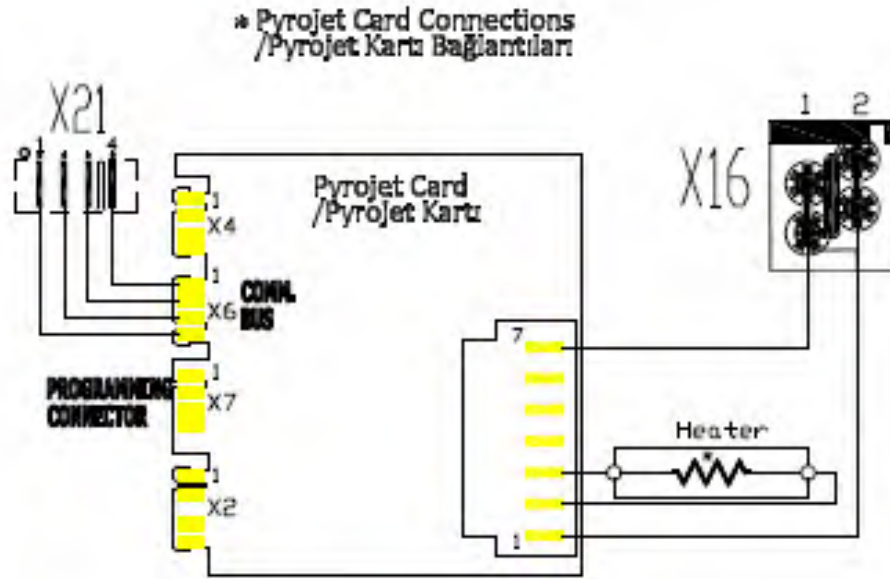 * Pyrojet Card Connections
/Pyrojet Kartı Bağlantıları
X21
1 4
1 2
X16
Pyrojet Card
/Pyrojet Kartı
1
X4
1
X6
COMM.
BUS
PROGRAMMING
CONNECTOR
1
X7
1
X2
7
1
Heater
*